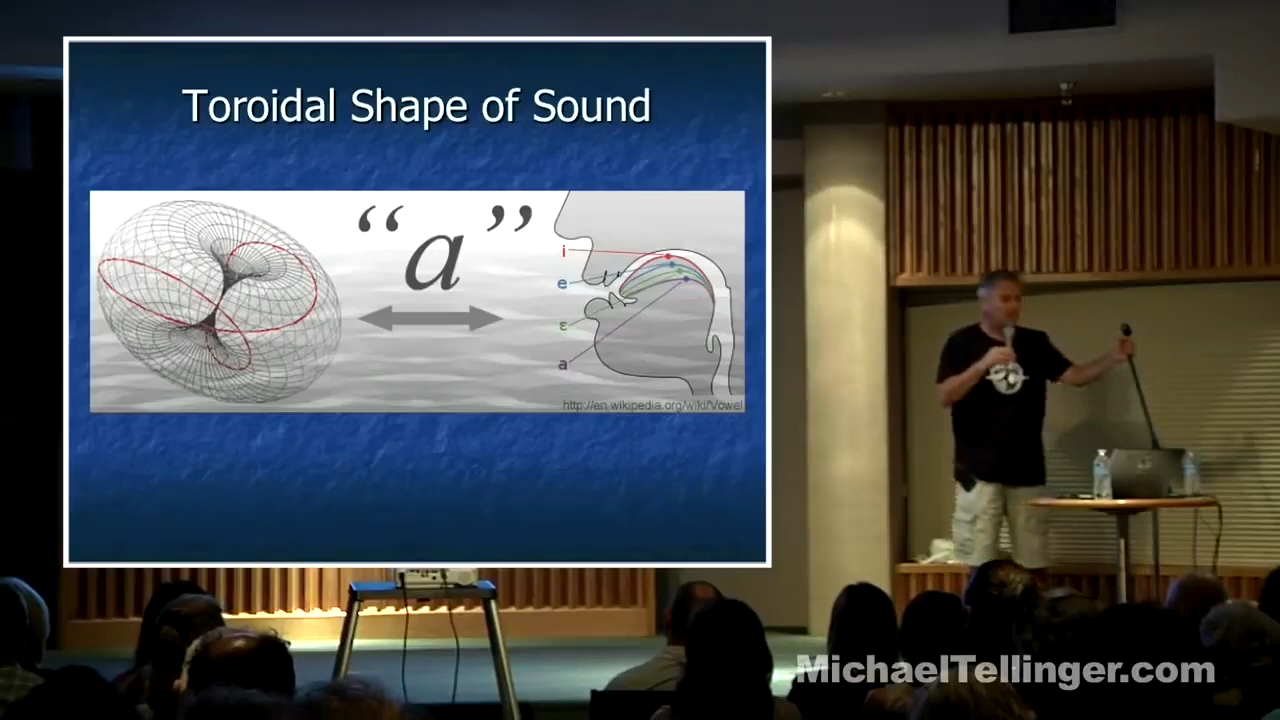 Toroidal Shape of Sound
“a”
i
e
ε
a
http://en.wikipedia.org/wiki/Vowel
MichaelTellinger.com